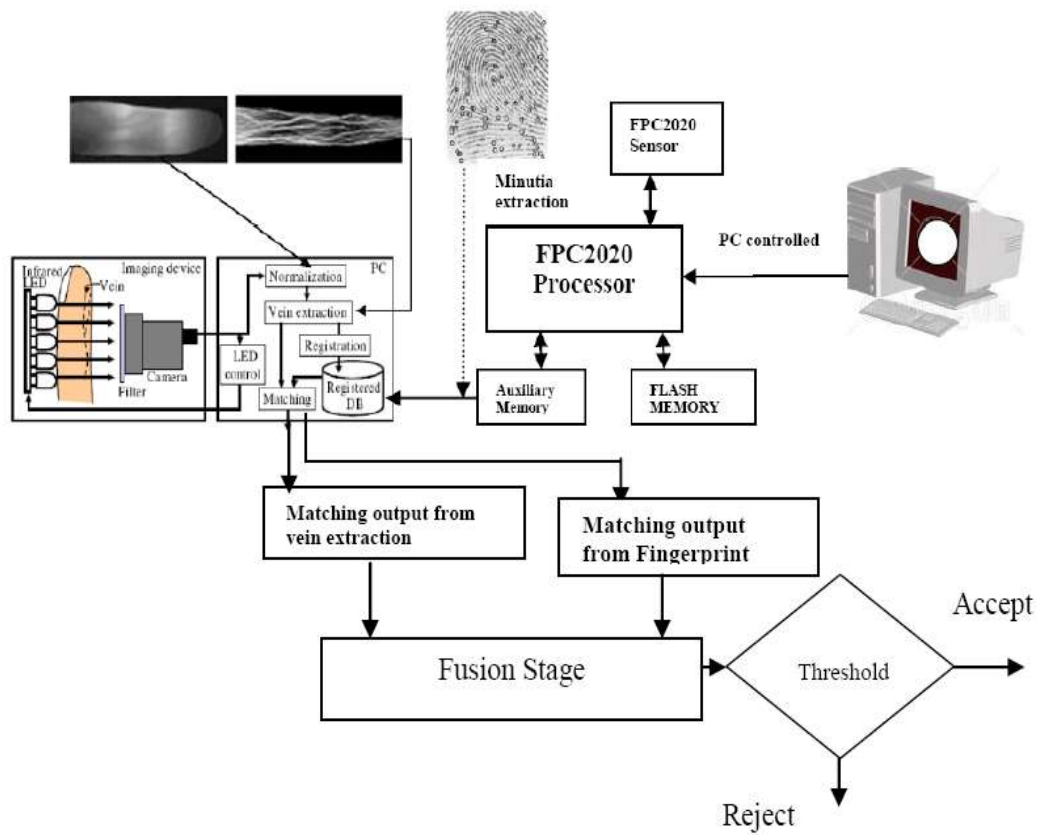 FPC2020
Sensor
Minutia
extraction
PC controlled
FPC2020
Processor
Infrared
LED
Imaging device
Vein
Filter
Camera
PC
Normalization
Vein extraction
Registration
LED
control
Matching
Registered
DB
Auxiliary
Memory
FLASH
MEMORY
Matching output from
vein extraction
Matching output
from Fingerprint
Fusion Stage
Threshold
Accept
Reject